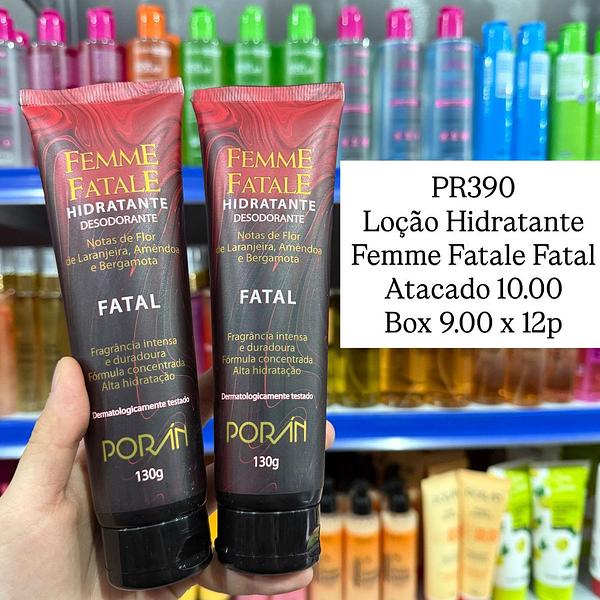 FEMME
FATALE
HIDRATANTE
DESODORANTE
Notas de Flor
de Laranjeira, Amêndoa
e Bergamota
FATAL
Fragrância intensa
e duradoura
Fórmula concentrada
Alta hidratação
Dermatologicamente testado
PORÁN
130g
FEMME
FATALE
HIDRATANTE
DESODORANTE
Notas de Flor
de Laranjeira, Amêndoa
e Bergamota
FATAL
Fragrância intensa
e duradoura
Fórmula concentrada
Alta hidratação
Dermatologicamente testado
PORÁN
130g
PR390
Loção Hidratante
Femme Fatale Fatal
Atacado 10.00
Box 9.00 x 12p